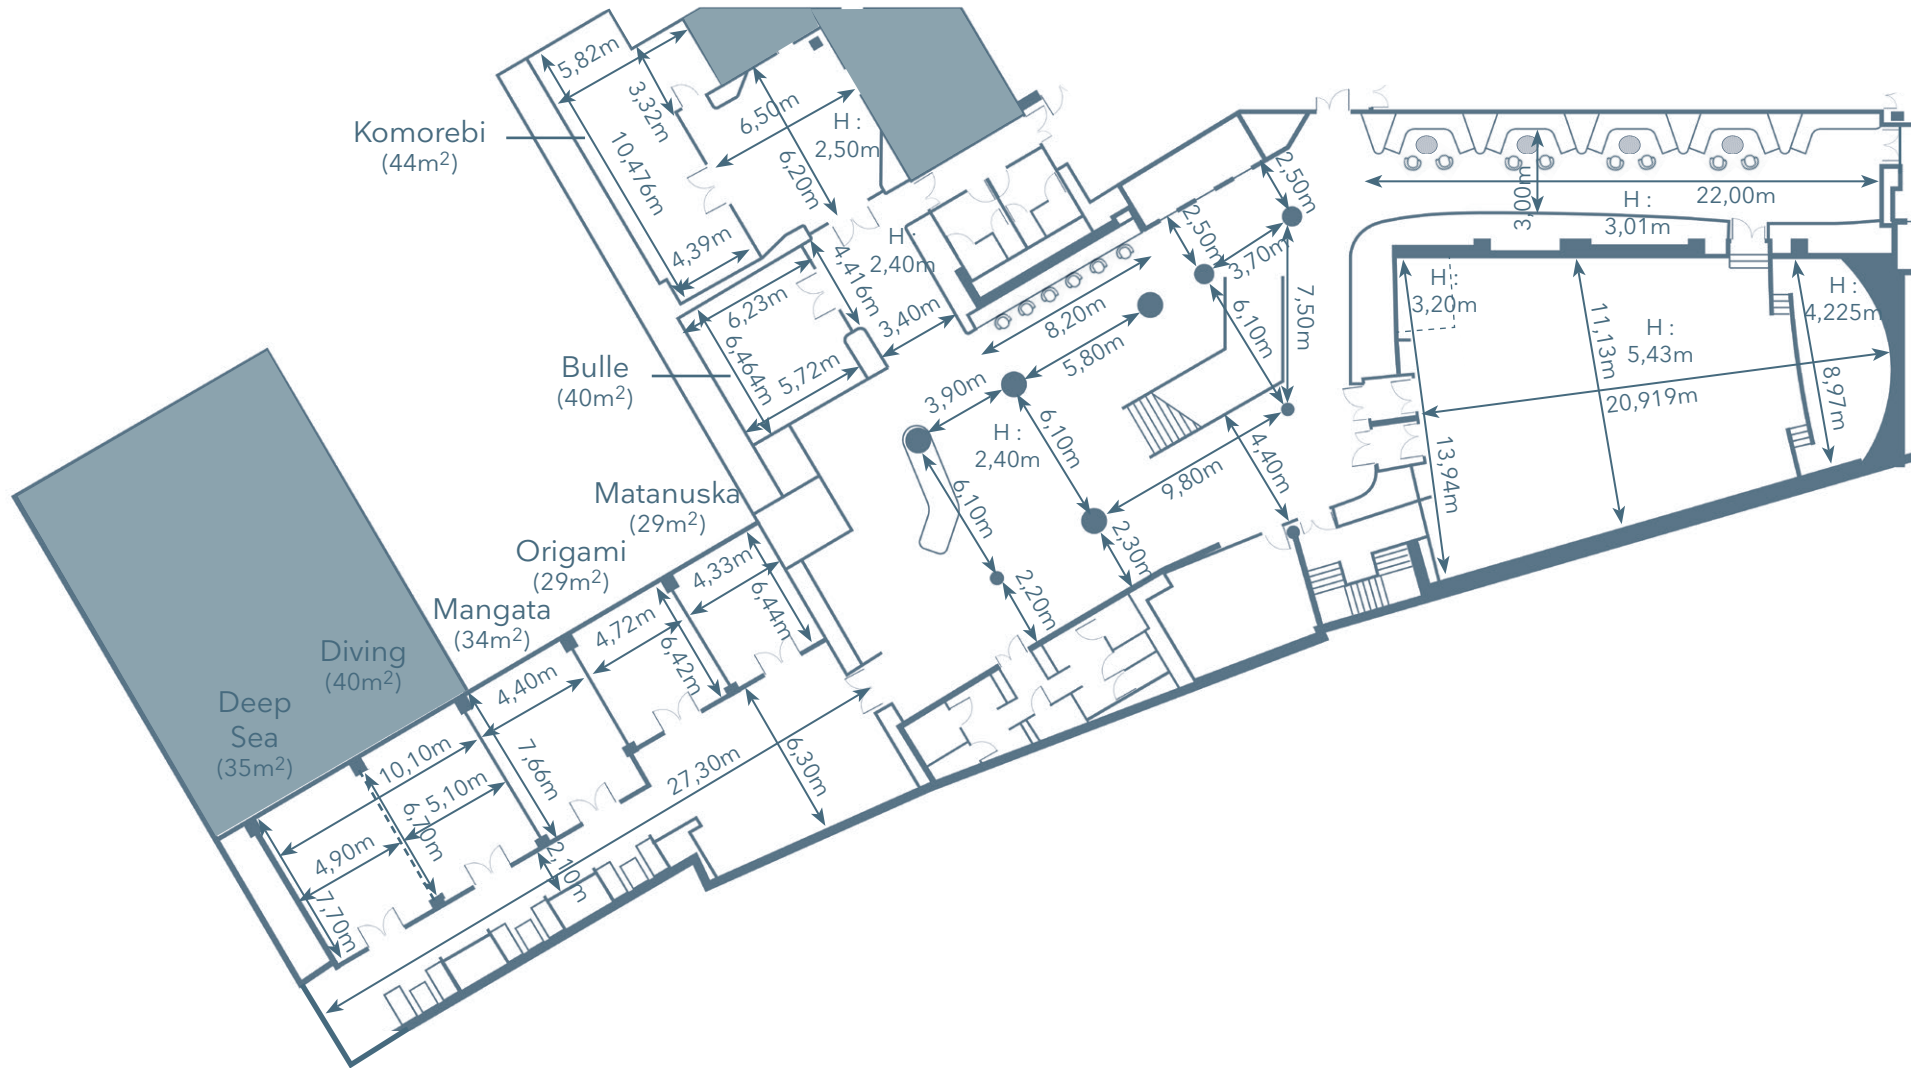 5,82m
3,32m
10,476m
6,50m
H :
2,50m
6,20m
4,39m
Komorebi
(44m²)
H :
2,40m
4,416m
3,40m
6,23m
6,464m
5,72m
Bulle
(40m²)
8,20m
5,80m
3,90m
H :
2,40m
6,10m
6,10m
2,30m
2,20m
2,50m
2,50m
3,70m
6,10m
7,50m
9,80m
4,40m
3,00m
22,00m
H :
3,01m
H :
3,20m
11,13m
H :
5,43m
H :
4,225m
20,919m
8,97m
13,94m
Matanuska
(29m²)
Origami
(29m²)
Mangata
(34m²)
Diving
(40m²)
Deep
Sea
(35m²)
4,33m
6,44m
4,72m
6,42m
4,40m
7,66m
10,10m
5,10m
6,70m
4,90m
7,70m
2,10m
27,30m
6,30m